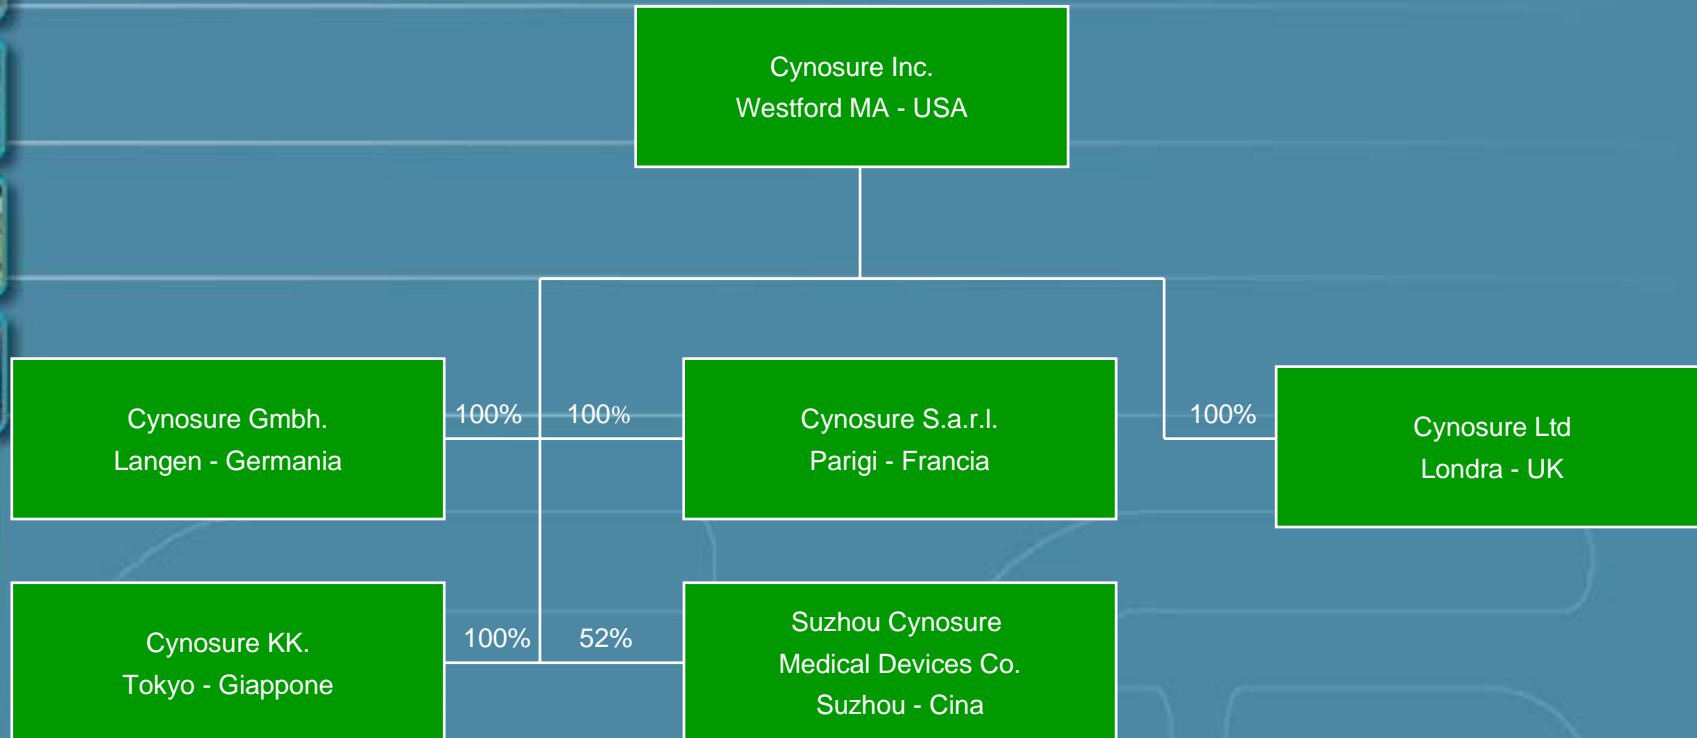 Cynosure Inc.
Westford MA - USA
Cynosure Gmbh.
Langen - Germania
100%
100%
Cynosure S.a.r.l.
Parigi - Francia
100%
Cynosure Ltd
Londra - UK
Cynosure KK.
Tokyo - Giappone
100%
52%
Suzhou Cynosure
Medical Devices Co.
Suzhou - Cina